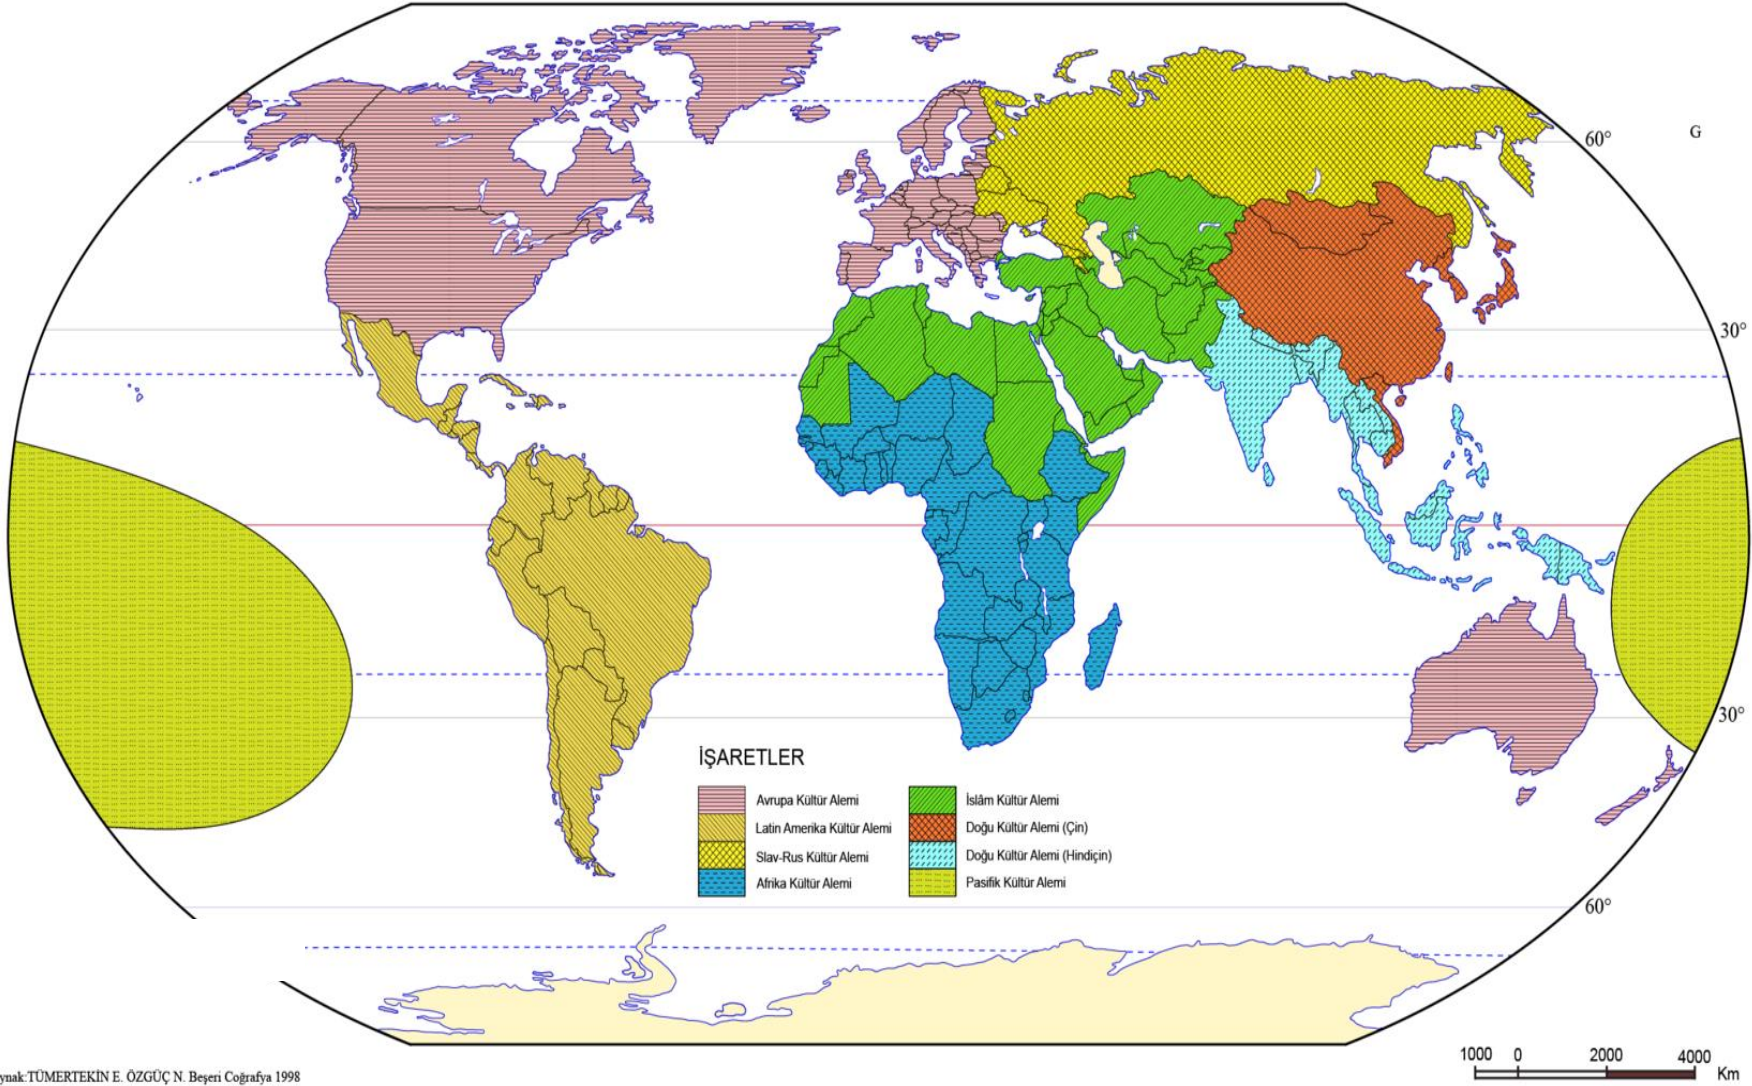 60°
G
30°
30°
İŞARETLER
Avrupa Kültür Alemi
İslâm Kültür Alemi
Latin Amerika Kültür Alemi
Doğu Kültür Alemi (Çin)
Slav-Rus Kültür Alemi
Doğu Kültür Alemi (Hindiçin)
Afrika Kültür Alemi
Pasifik Kültür Alemi
60°
1000 0 2000 4000
Km
ynak:TÜMERTEKİN E. ÖZGÜÇ N. Beşeri Coğrafya 1998